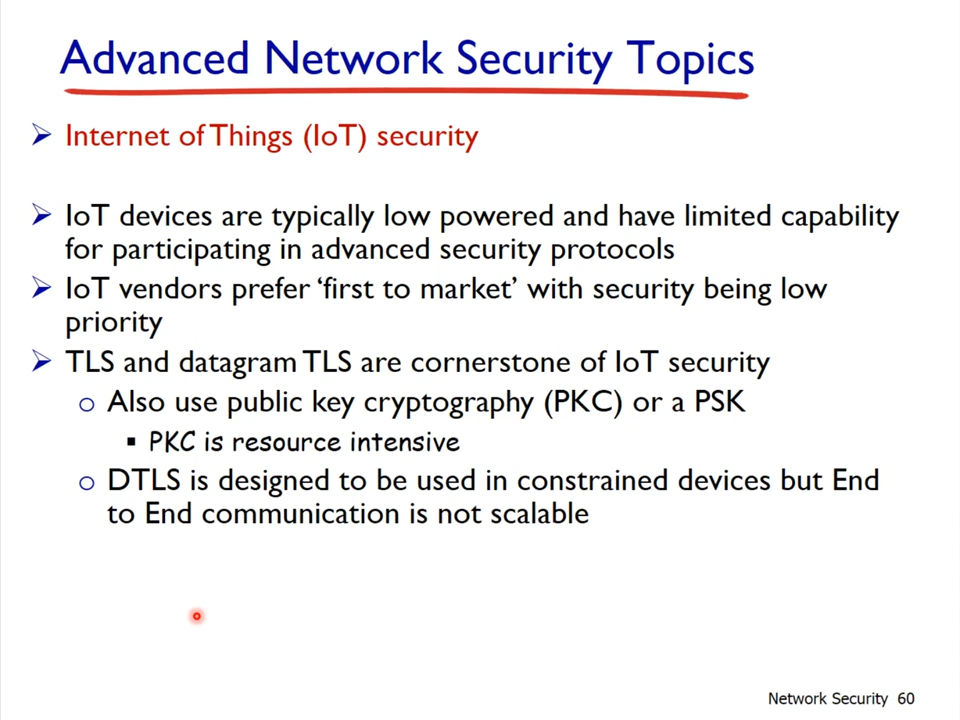 Advanced Network Security Topics
Internet of Things (IoT) security
IoT devices are typically low powered and have limited capability
for participating in advanced security protocols
IoT vendors prefer ‘first to market’ with security being low
priority
TLS and datagram TLS are cornerstone of IoT security
Also use public key cryptography (PKC) or a PSK
PKC is resource intensive
DTLS is designed to be used in constrained devices but End
to End communication is not scalable
Network Security 60